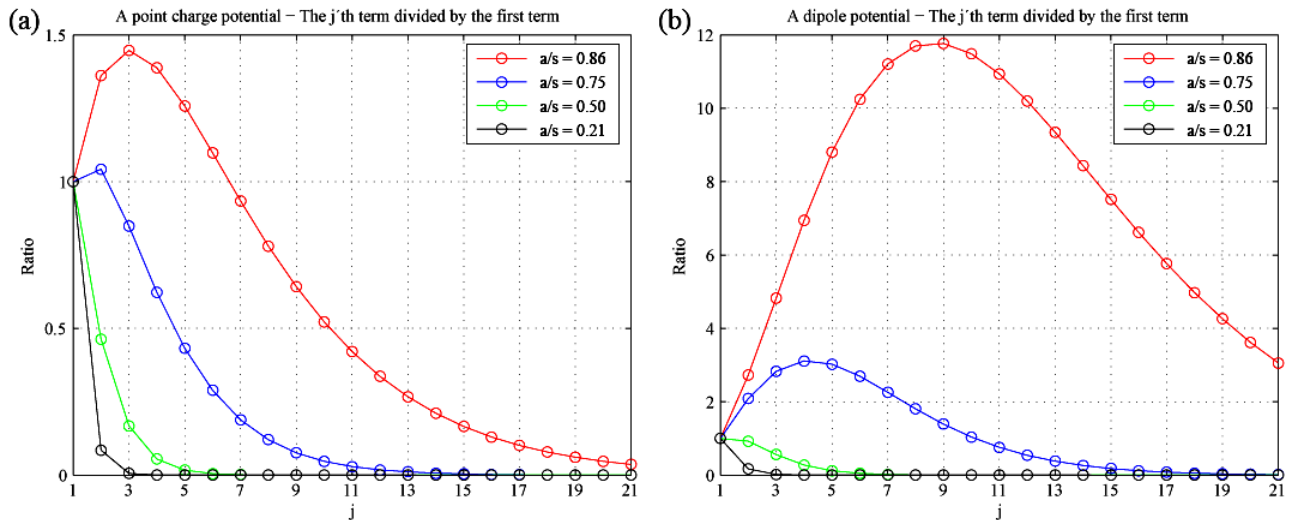 (a)
A point charge potential − The j´th term divided by the first term
1.5
1
0.5
0
Ratio
a/s = 0.86
a/s = 0.75
a/s = 0.50
a/s = 0.21
1 3 5 7 9 11 13 15 17 19 21
j
(b)
A dipole potential − The j´th term divided by the first term
12
10
8
6
4
2
0
Ratio
a/s = 0.86
a/s = 0.75
a/s = 0.50
a/s = 0.21
1 3 5 7 9 11 13 15 17 19 21
j